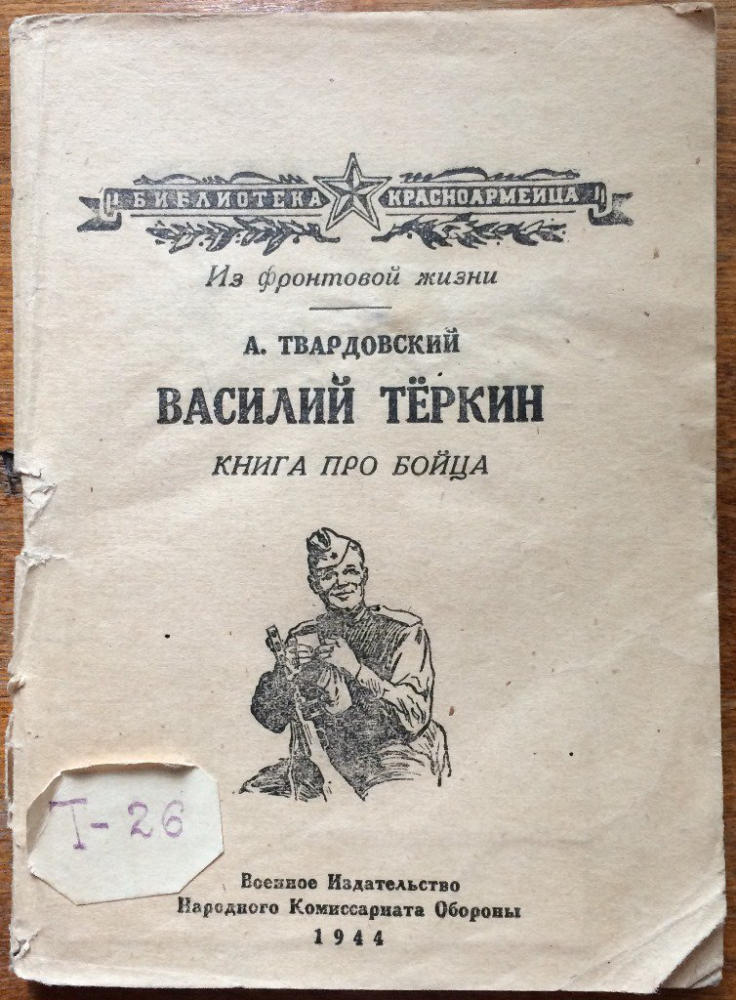 БИБЛИОТЕКА КРАСНОАРМЕЙЦА
Из фронтовой жизни
А. ТВАРДОВСКИЙ
ВАСИЛИЙ ТЁРКИН
КНИГА ПРО БОЙЦА
Т-26
Военное Издательство
Народного Комиссариата Обороны
1944